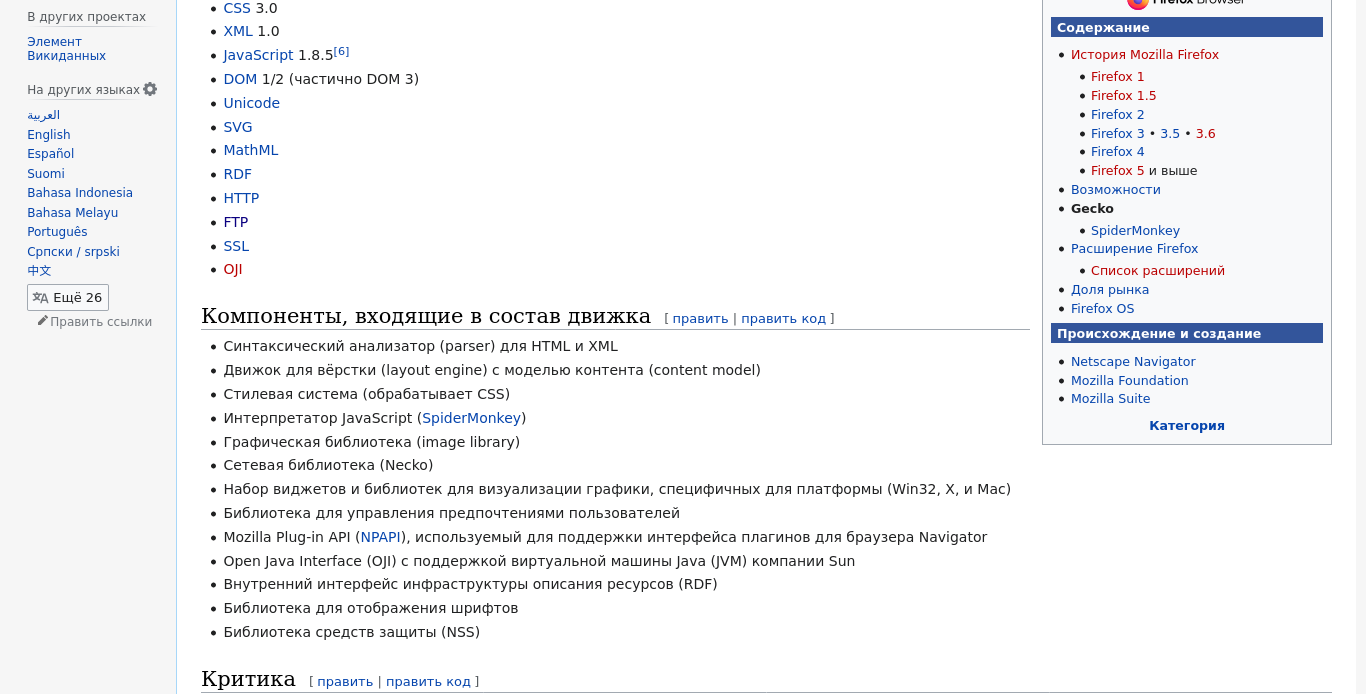 В других проектах
Элемент
Викиданных
На других языках
العربية
English
Español
Suomi
Bahasa Indonesia
Bahasa Melayu
Português
Српски / srpski
中文
Ещё 26
Править ссылки
CSS 3.0
XML 1.0
JavaScript 1.8.5[6]
DOM 1/2 (частично DOM 3)
Unicode
SVG
MathML
RDF
HTTP
FTP
SSL
OJI
Компоненты, входящие в состав движка [ править | править код ]
Синтаксический анализатор (parser) для HTML и XML
Движок для вёрстки (layout engine) с моделью контента (content model)
Стилевая система (обрабатывает CSS)
Интерпретатор JavaScript (SpiderMonkey)
Графическая библиотека (image library)
Сетевая библиотека (Necko)
Набор виджетов и библиотек для визуализации графики, специфичных для платформы (Win32, X, и Mac)
Библиотека для управления предпочтениями пользователей
Mozilla Plug-in API (NPAPI), используемый для поддержки интерфейса плагинов для браузера Navigator
Open Java Interface (OJI) с поддержкой виртуальной машины Java (JVM) компании Sun
Внутренний интерфейс инфраструктуры описания ресурсов (RDF)
Библиотека для отображения шрифтов
Библиотека средств защиты (NSS)
Критика [ править | править код ]
Firefox Browser
Содержание
История Mozilla Firefox
Firefox 1
Firefox 1.5
Firefox 2
Firefox 3 • 3.5 • 3.6
Firefox 4
Firefox 5 и выше
Возможности
Gecko
SpiderMonkey
Расширение Firefox
Список расширений
Доля рынка
Firefox OS
Происхождение и создание
Netscape Navigator
Mozilla Foundation
Mozilla Suite
Категория